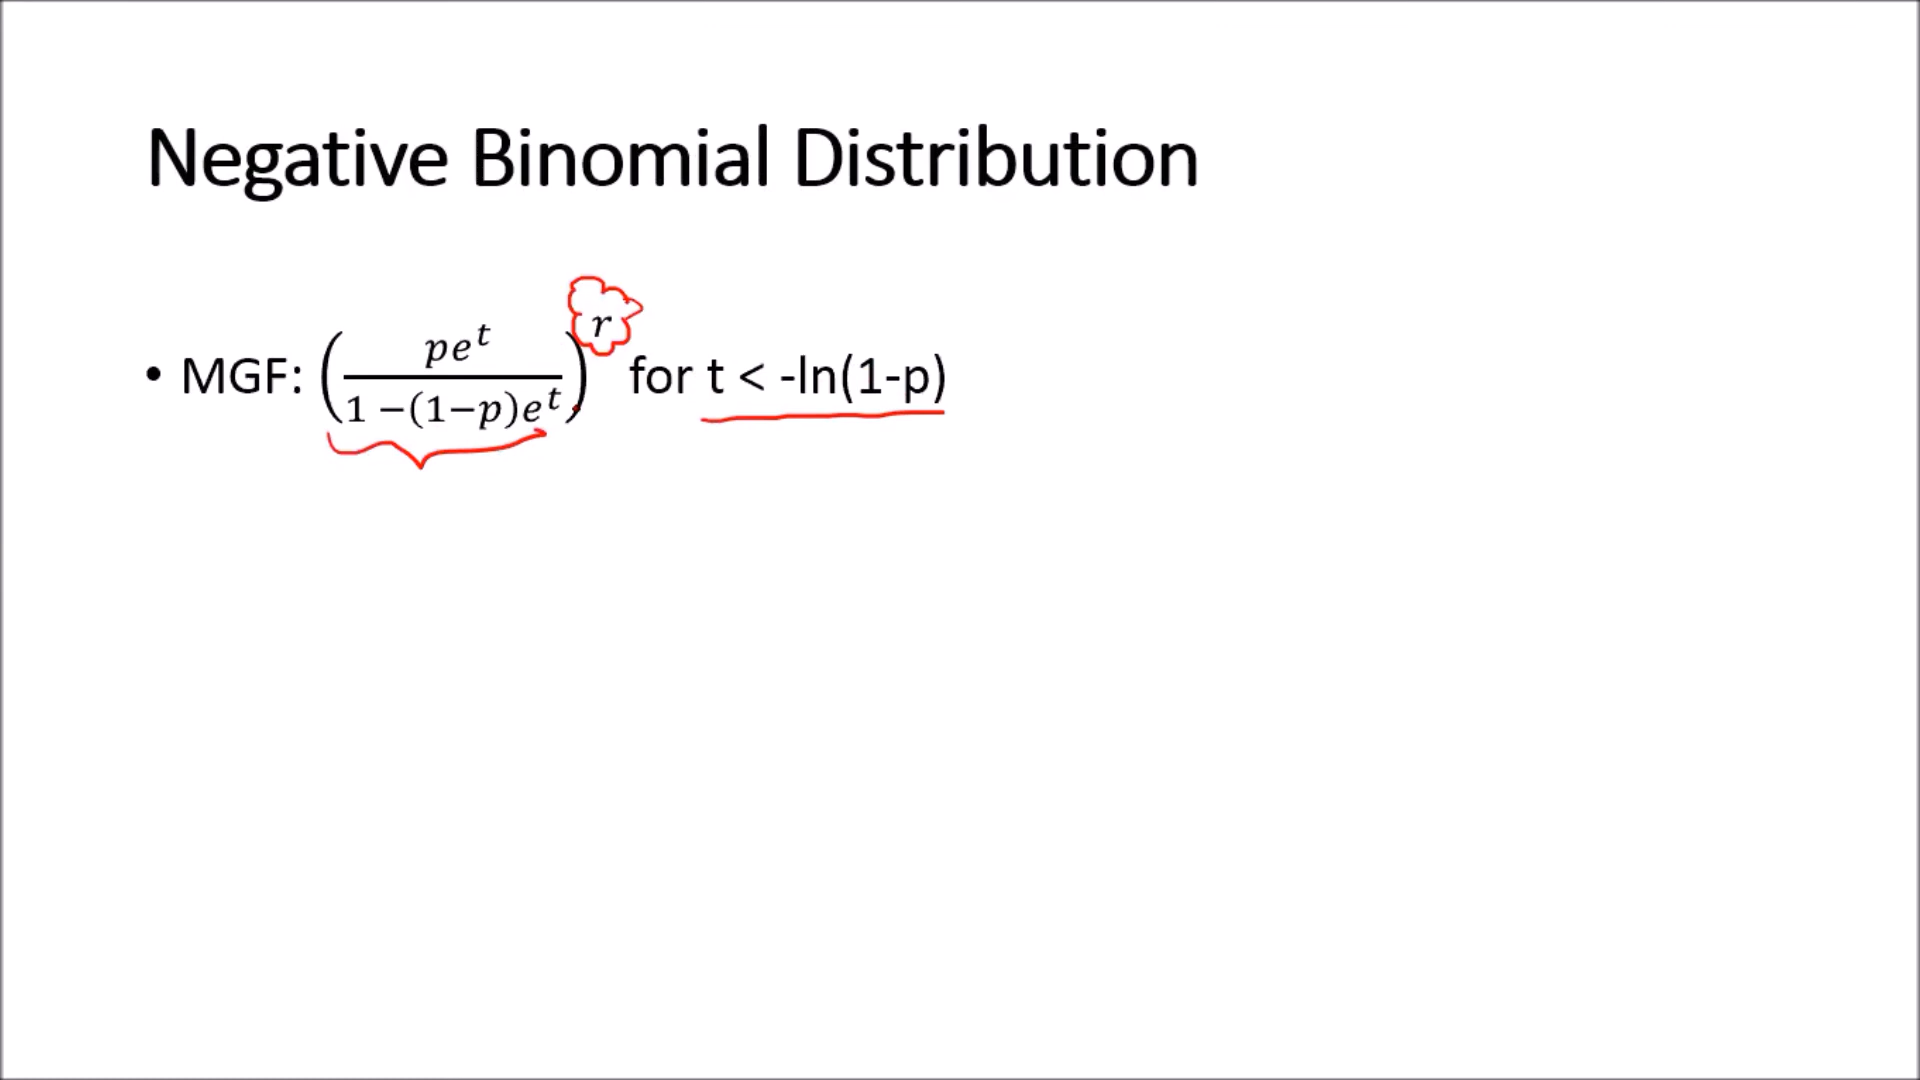 Negative Binomial Distribution
• MGF: (pe^t / 1 −(1−p)e^t)^r for t < -ln(1-p)